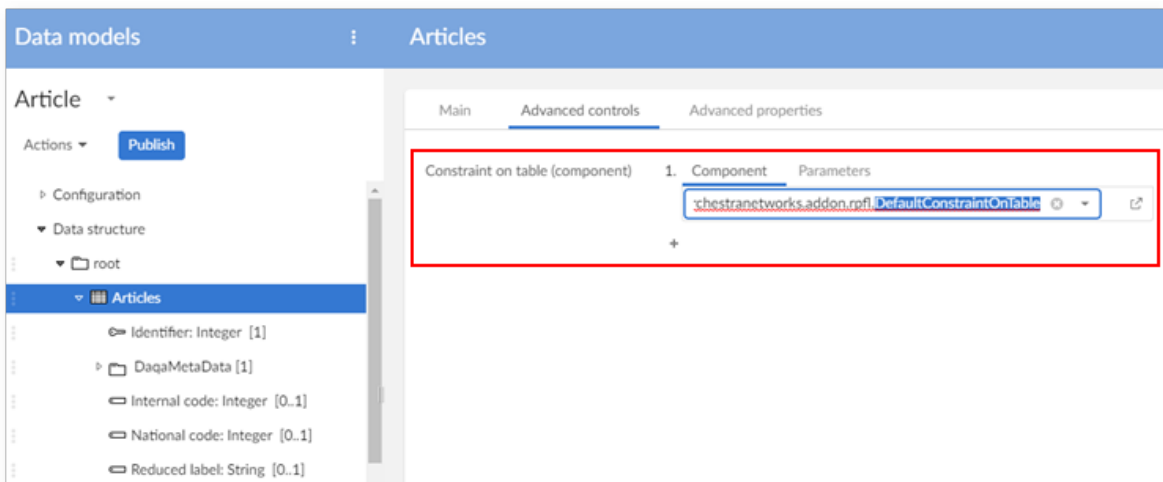 Data models
Articles
Article
Actions
Publish
Configuration
Data structure
root
Articles
Identifier: Integer [1]
DaqaMetaData [1]
Internal code: Integer [0..1]
National code: Integer [0..1]
Reduced label: String [0..1]
Main Advanced controls Advanced properties
Constraint on table (component) 1. Component Parameters
chestranetworks.addon.rpfl.DefaultConstraintOnTable